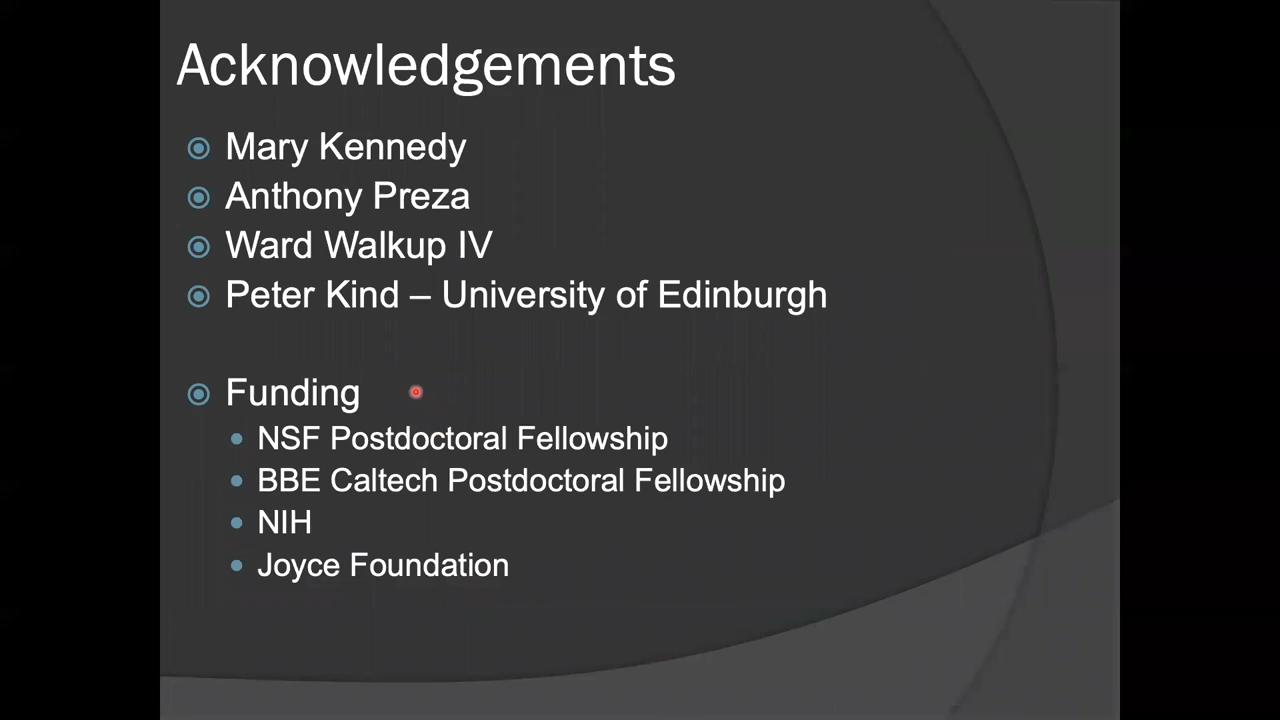 Acknowledgements
Mary Kennedy
Anthony Preza
Ward Walkup IV
Peter Kind – University of Edinburgh
Funding
NSF Postdoctoral Fellowship
BBE Caltech Postdoctoral Fellowship
NIH
Joyce Foundation